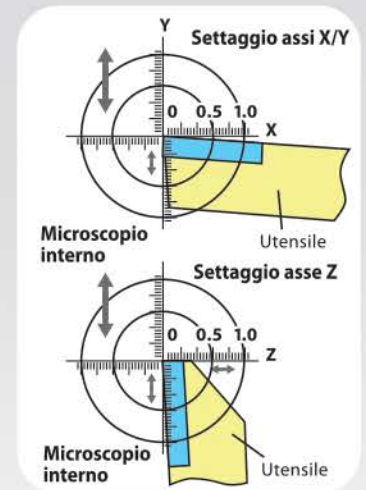 Y
Settaggio assi X/Y
0 0.5 1.0
X
Microscopio
interno
Utensile
Settaggio asse Z
0 0.5 1.0
Z
Microscopio
interno
Utensile